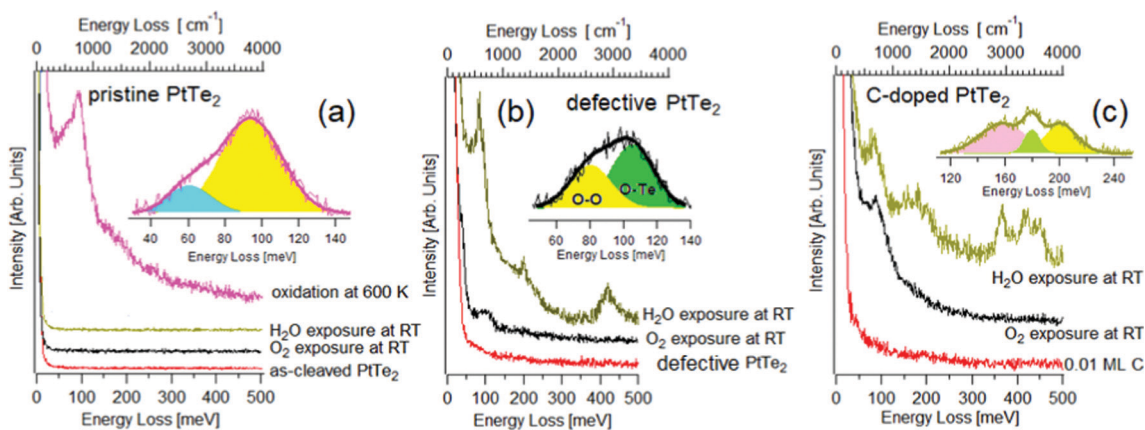 Energy Loss [ cm⁻¹ ]
0 1000 2000 3000 4000
pristine PtTe₂
(a)
40 60 80 100 120 140
Energy Loss [meV]
oxidation at 600 K
H₂O exposure at RT
O₂ exposure at RT
as-cleaved PtTe₂
Intensity [Arb. Units]
0 100 200 300 400 500
Energy Loss [meV]
Energy Loss [ cm⁻¹ ]
0 1000 2000 3000 4000
(b)
defective PtTe₂
O-O
O-Te
60 80 100 120 140
Energy Loss [meV]
H₂O exposure at RT
O₂ exposure at RT
defective PtTe₂
Intensity [Arb. Units]
0 100 200 300 400 500
Energy Loss [meV]
Energy Loss [ cm⁻¹ ]
0 1000 2000 3000 4000
C-doped PtTe₂
(c)
120 160 200 240
Energy Loss [meV]
H₂O exposure at RT
O₂ exposure at RT
0.01 ML C
Intensity [Arb. Units]
0 100 200 300 400 500
Energy Loss [meV]